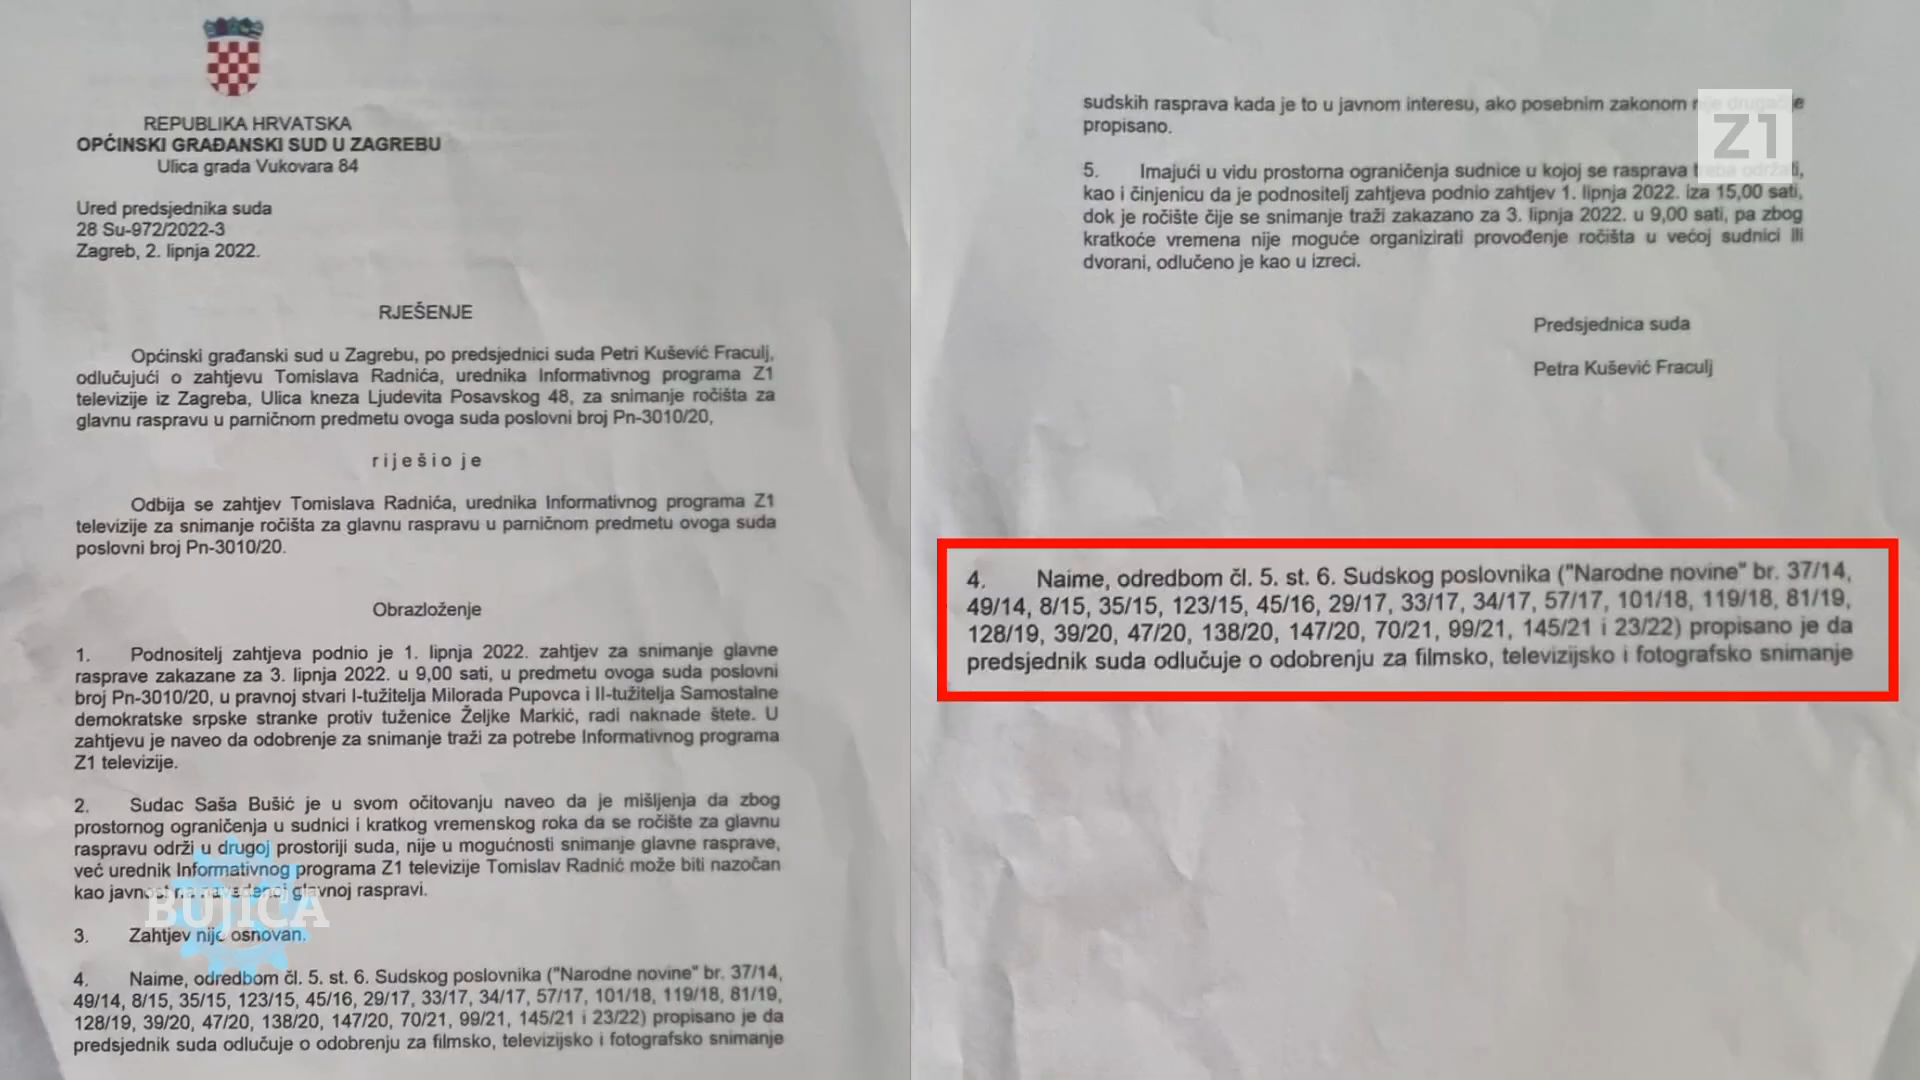 REPUBLIKA HRVATSKA
OPĆINSKI GRAĐANSKI SUD U ZAGREBU
Ulica grada Vukovara 84
Ured predsjednika suda
28 Su-972/2022-3
Zagreb, 2. lipnja 2022.
RJEŠENJE
Općinski građanski sud u Zagrebu, po predsjednici suda Petri Kušević Fraculj,
odlučujući o zahtjevu Tomislava Radnića, urednika Informativnog programa Z1
televizije iz Zagreba, Ulica kneza Ljudevita Posavskog 48, za snimanje ročišta za
glavnu raspravu u parničnom predmetu ovoga suda poslovni broj Pn-3010/20,
r i j e š i o j e
Odbija se zahtjev Tomislava Radnića, urednika Informativnog programa Z1
televizije za snimanje ročišta za glavnu raspravu u parničnom predmetu ovoga suda
poslovni broj Pn-3010/20.
Obrazloženje
1. Podnositelj zahtjeva podnio je 1. lipnja 2022. zahtjev za snimanje glavne
rasprave zakazane za 3. lipnja 2022. u 9,00 sati, u predmetu ovoga suda poslovni
broj Pn-3010/20, u pravnoj stvari I-tužitelja Milorada Pupovca i II-tužitelja Samostalne
demokratske srpske stranke protiv tuženice Željke Markić, radi naknade štete. U
zahtjevu je naveo da odobrenje za snimanje traži za potrebe Informativnog programa
Z1 televizije.
2. Sudac Saša Bušić je u svom očitovanju naveo da je mišljenja da zbog
prostornog ograničenja u sudnici i kratkog vremenskog roka da se ročište za glavnu
raspravu održi u drugoj prostoriji suda, nije u mogućnosti snimanje glavne rasprave,
već urednik Informativnog programa Z1 televizije Tomislav Radnić može biti nazočan
kao javnost na navedenoj glavnoj raspravi.
BUJICA
3. Zahtjev nije osnovan.
4. Naime, odredbom čl. 5. st. 6. Sudskog poslovnika ("Narodne novine" br. 37/14,
49/14, 8/15, 35/15, 123/15, 45/16, 29/17, 33/17, 34/17, 57/17, 101/18, 119/18, 81/19,
128/19, 39/20, 47/20, 138/20, 147/20, 70/21, 99/21, 145/21 i 23/22) propisano je da
predsjednik suda odlučuje o odobrenju za filmsko, televizijsko i fotografsko snimanje
sudskih rasprava kada je to u javnom interesu, ako posebnim zakonom nije drugačije
propisano.
Z1
5. Imajući u vidu prostorna ograničenja sudnice u kojoj se rasprava treba održati,
kao i činjenicu da je podnositelj zahtjeva podnio zahtjev 1. lipnja 2022. iza 15,00 sati,
dok je ročište čije se snimanje traži zakazano za 3. lipnja 2022. u 9,00 sati, pa zbog
kratkoće vremena nije moguće organizirati provođenje ročišta u većoj sudnici ili
dvorani, odlučeno je kao u izreci.
Predsjednica suda
Petra Kušević Fraculj
4. Naime, odredbom čl. 5. st. 6. Sudskog poslovnika ("Narodne novine" br. 37/14,
49/14, 8/15, 35/15, 123/15, 45/16, 29/17, 33/17, 34/17, 57/17, 101/18, 119/18, 81/19,
128/19, 39/20, 47/20, 138/20, 147/20, 70/21, 99/21, 145/21 i 23/22) propisano je da
predsjednik suda odlučuje o odobrenju za filmsko, televizijsko i fotografsko snimanje